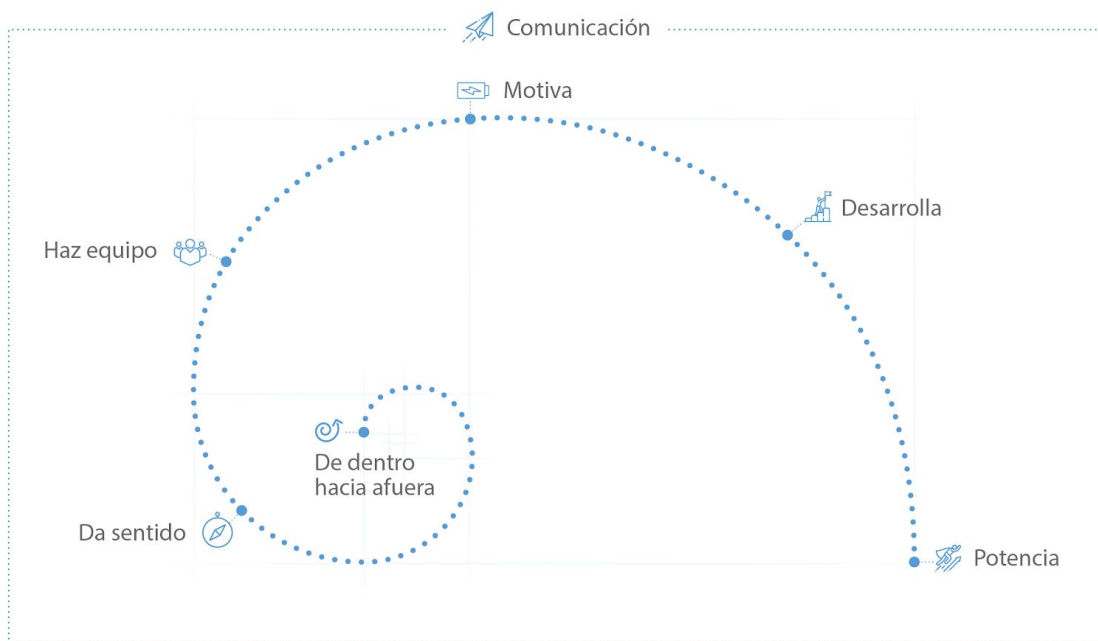 Comunicación
Motiva
Desarrolla
Haz equipo
De dentro
hacia afuera
Da sentido
Potencia